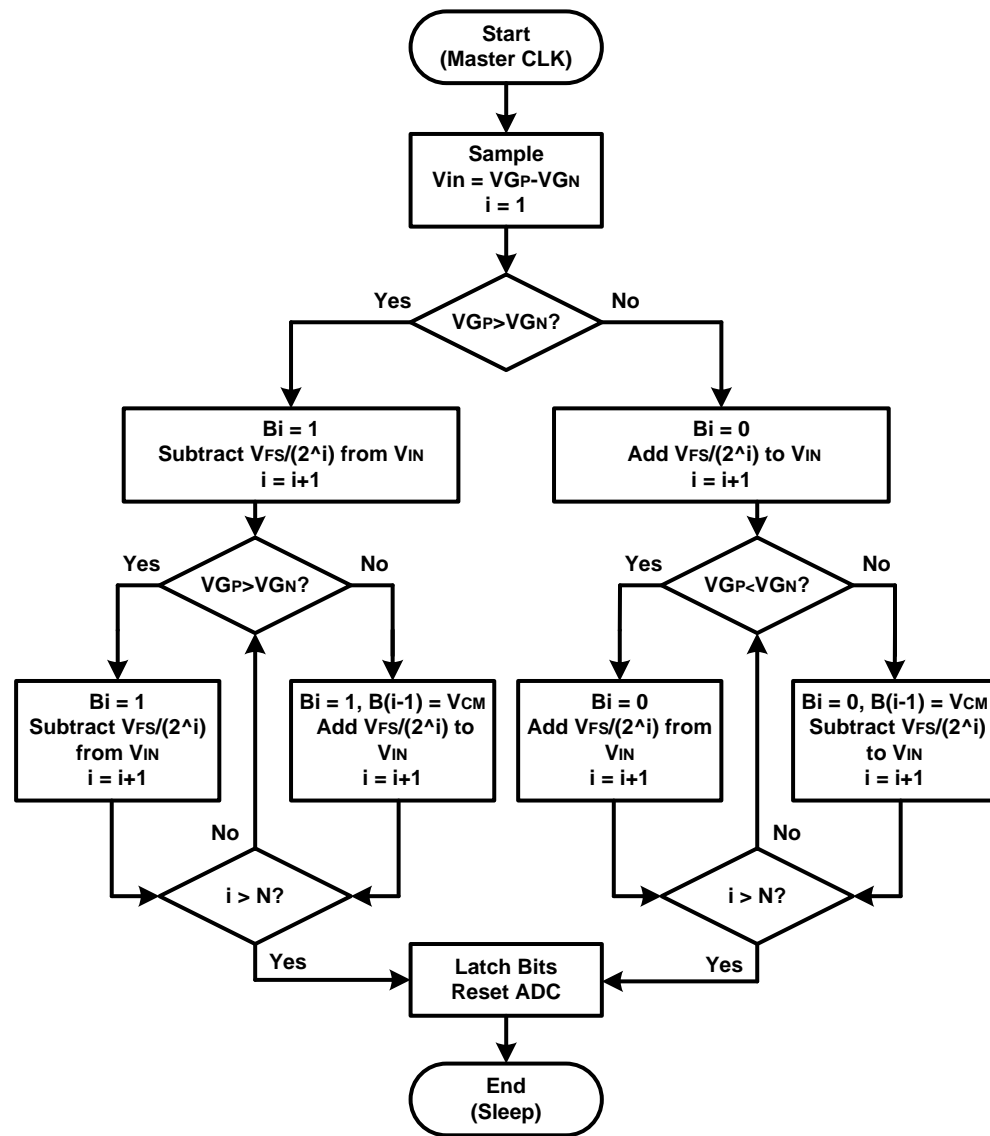 Start
(Master CLK)
Sample
Vin = VGP-VGN
i = 1
Yes
No
VGP>VGN?
Bi = 1
Subtract VFS/(2^i) from VIN
i = i+1
Bi = 0
Add VFS/(2^i) to VIN
i = i+1
Yes
No
VGP>VGN?
Yes
No
VGP<VGN?
Bi = 1
Subtract VFS/(2^i)
from VIN
i = i+1
Bi = 1, B(i-1) = VCM
Add VFS/(2^i) to
VIN
i = i+1
Bi = 0
Add VFS/(2^i) from
VIN
i = i+1
Bi = 0, B(i-1) = VCM
Subtract VFS/(2^i)
to VIN
i = i+1
No
i > N?
Yes
No
i > N?
Yes
Latch Bits
Reset ADC
End
(Sleep)